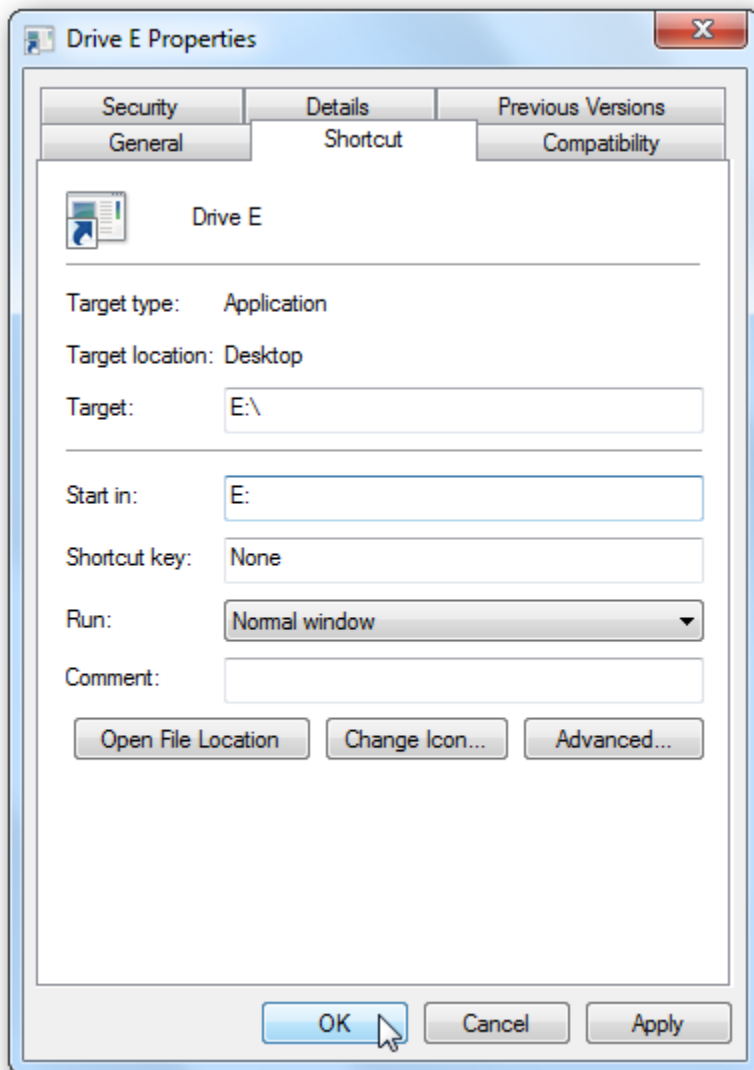 Drive E Properties
Security Details Previous Versions
General Shortcut Compatibility
Drive E
Target type: Application
Target location: Desktop
Target: E:\
Start in: E:
Shortcut key: None
Run: Normal window
Comment:
Open File Location Change Icon... Advanced...
OK Cancel Apply